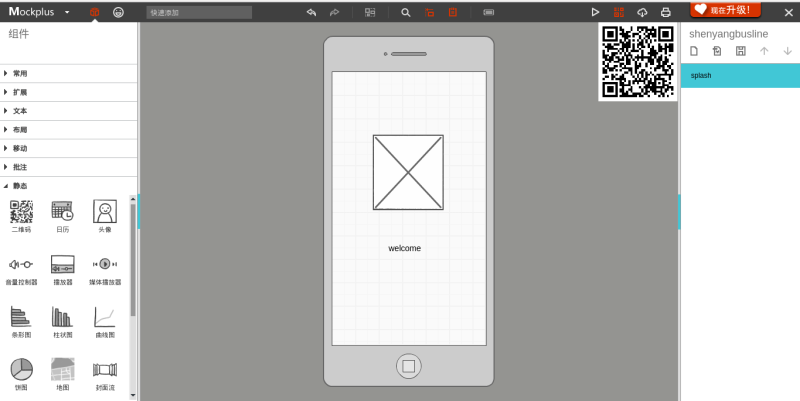 Mockplus
快速添加
现在升级!
组件
shenyangbusline
splash
常用
扩展
文本
布局
移动
批注
静态
二维码
日历
头像
音量控制器
播放器
媒体播放器
条形图
柱状图
曲线图
饼图
地图
封面流
welcome